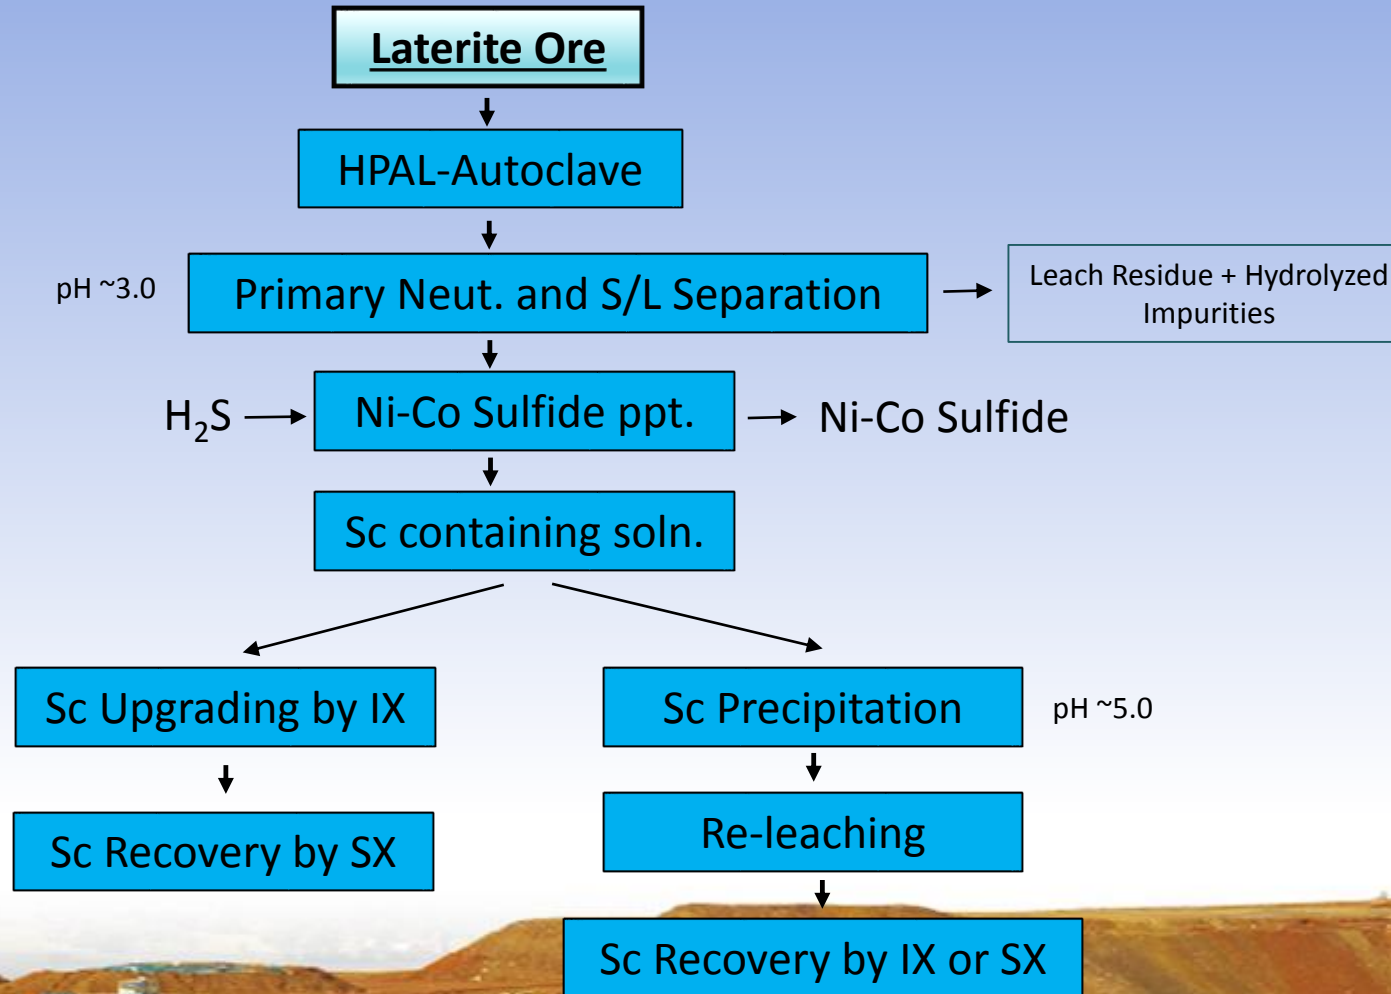 Laterite Ore
HPAL-Autoclave
pH ~3.0
Primary Neut. and S/L Separation
Leach Residue + Hydrolyzed
Impurities
H₂S
Ni-Co Sulfide ppt.
Ni-Co Sulfide
Sc containing soln.
Sc Upgrading by IX
Sc Precipitation
pH ~5.0
Sc Recovery by SX
Re-leaching
Sc Recovery by IX or SX